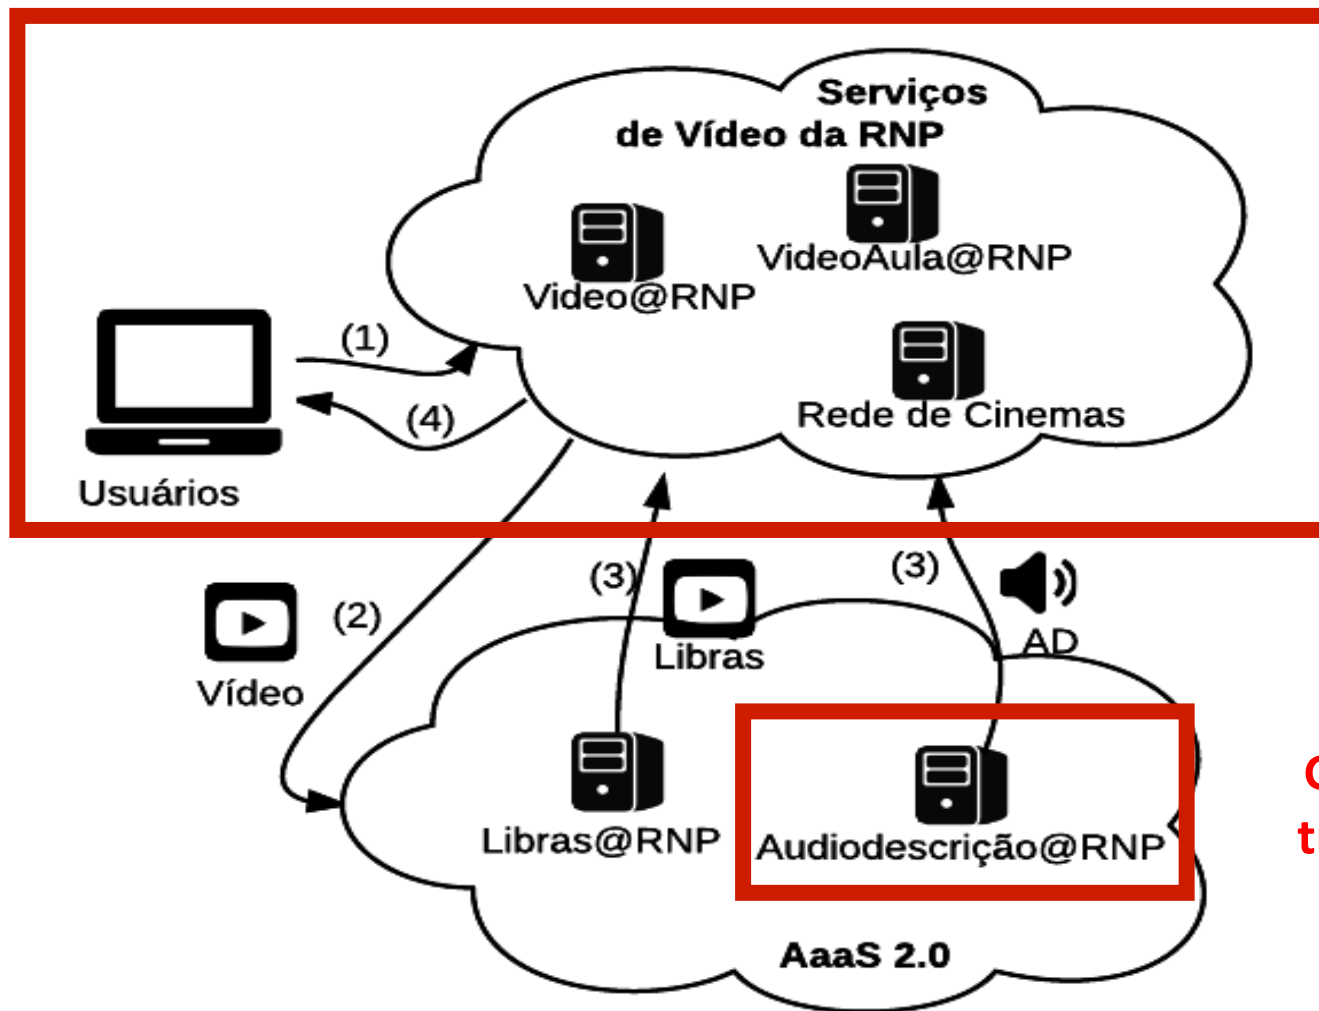 Serviços
de Vídeo da RNP
VideoAula@RNP
Video@RNP
Rede de Cinemas
(1)
(4)
Usuários
(2)
Vídeo
(3)
Libras
(3)
AD
Libras@RNP
Audiodescrição@RNP
AaaS 2.0